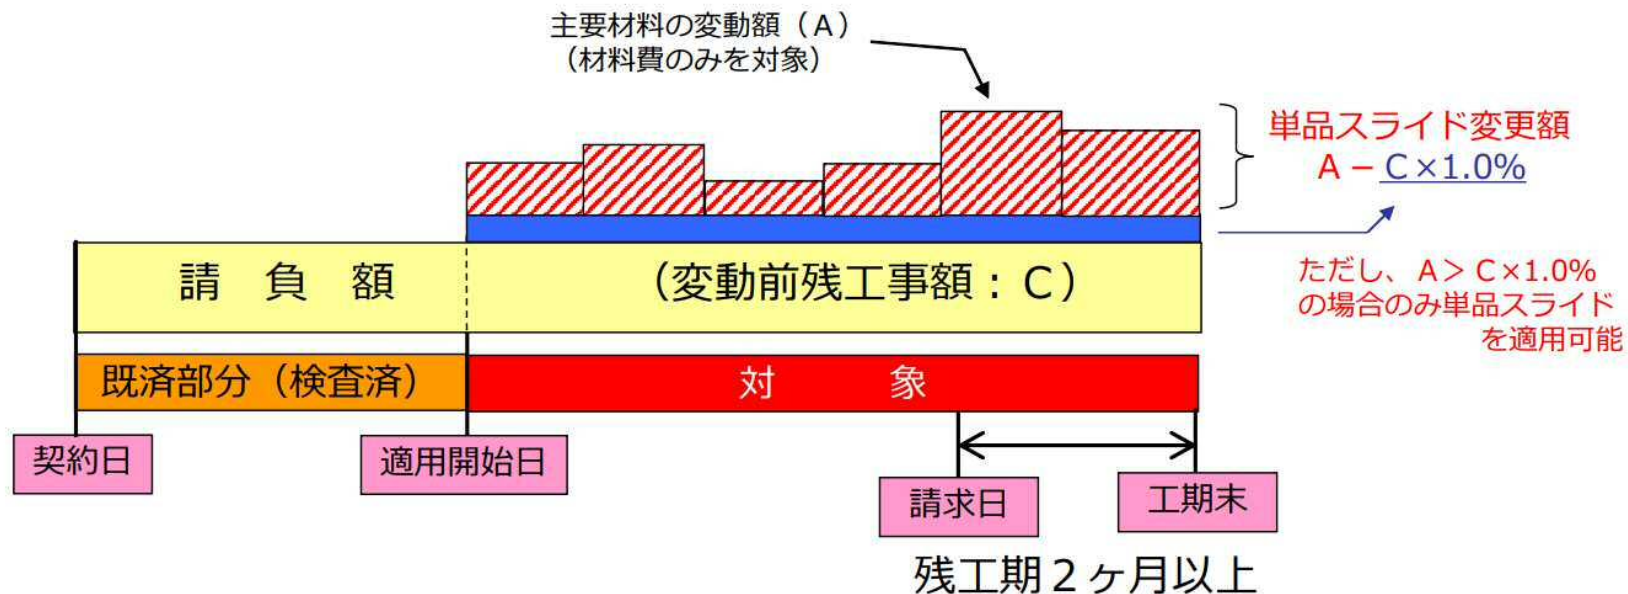 主要材料の変動額（Ａ）
（材料費のみを対象）
単品スライド変更額
Ａ－Ｃ×1.0%
ただし、Ａ＞Ｃ×1.0%
の場合のみ単品スライド
を適用可能
請　負　額
（変動前残工事額：Ｃ）
既済部分（検査済）
対　　象
契約日
適用開始日
請求日
工期末
残工期２ヶ月以上